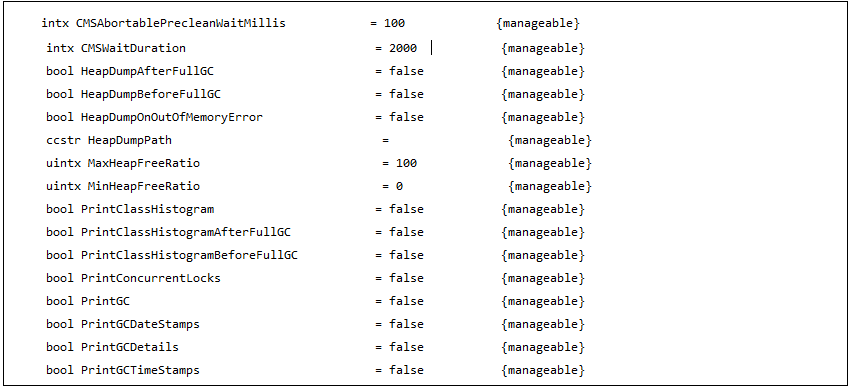 intx CMSAbortablePrecleanWaitMillis = 100 {manageable}
intx CMSWaitDuration = 2000 {manageable}
bool HeapDumpAfterFullGC = false {manageable}
bool HeapDumpBeforeFullGC = false {manageable}
bool HeapDumpOnOutOfMemoryError = false {manageable}
ccstr HeapDumpPath = {manageable}
uintx MaxHeapFreeRatio = 100 {manageable}
uintx MinHeapFreeRatio = 0 {manageable}
bool PrintClassHistogram = false {manageable}
bool PrintClassHistogramAfterFullGC = false {manageable}
bool PrintClassHistogramBeforeFullGC = false {manageable}
bool PrintConcurrentLocks = false {manageable}
bool PrintGC = false {manageable}
bool PrintGCDateStamps = false {manageable}
bool PrintGCDetails = false {manageable}
bool PrintGCTimeStamps = false {manageable}